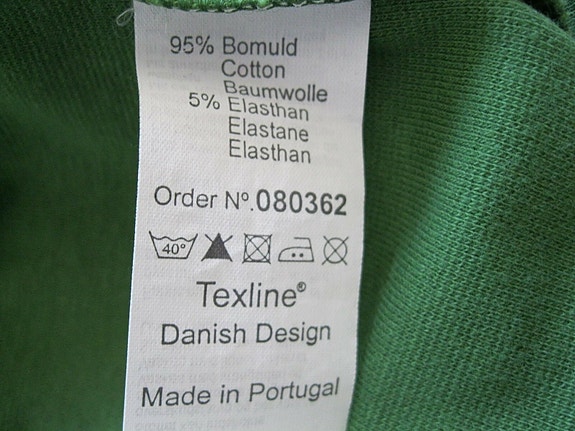 95% Bomuld
Cotton
Baumwolle
5% Elasthan
Elastane
Elasthan
Order Nº.080362
40°
Texline®
Danish Design
Made in Portugal